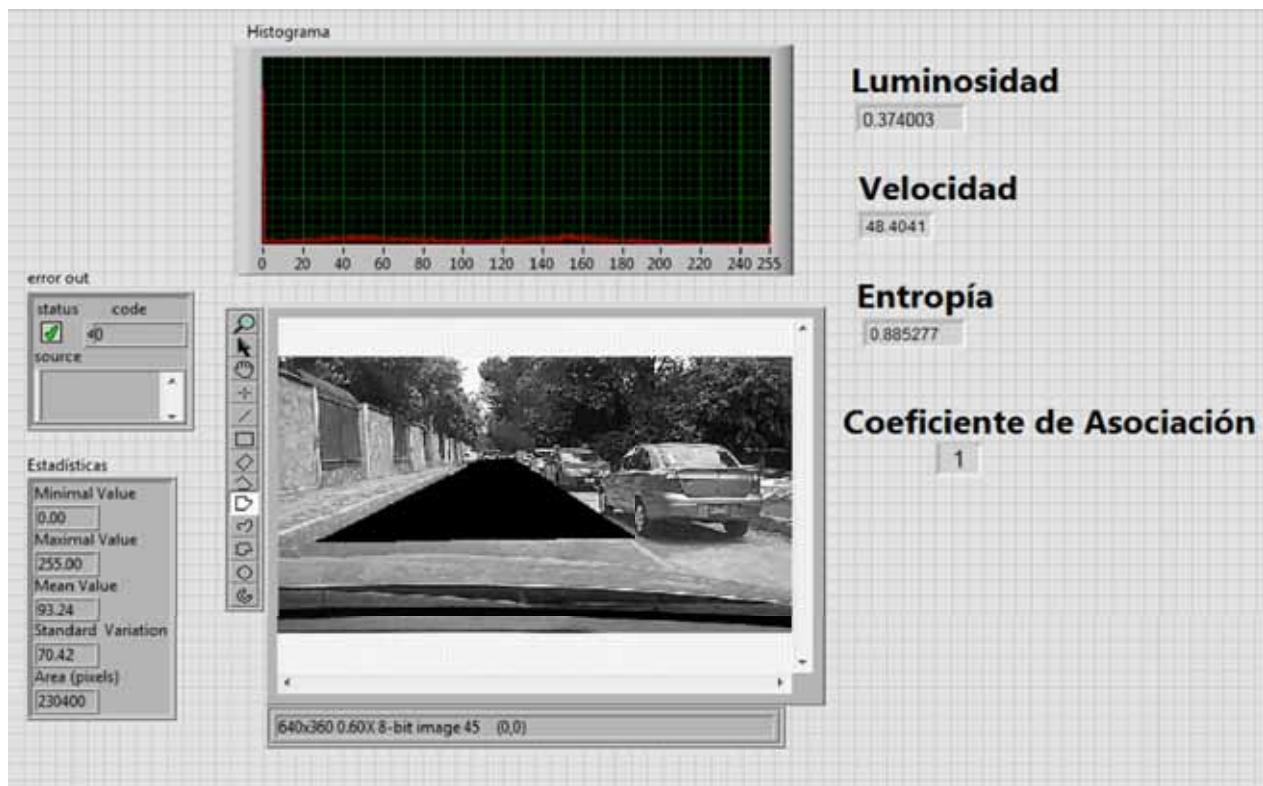 Histograma
0 20 40 60 80 100 120 140 160 180 200 220 240 255
Luminosidad
0.374003
Velocidad
48.4041
Entropía
0.885277
Coeficiente de Asociación
1
error out
status code
source
Estadísticas
Minimal Value
0.00
Maximal Value
255.00
Mean Value
93.24
Standard Variation
70.42
Area (pixels)
230400
640x360 0.60X 8-bit image 45 (0,0)